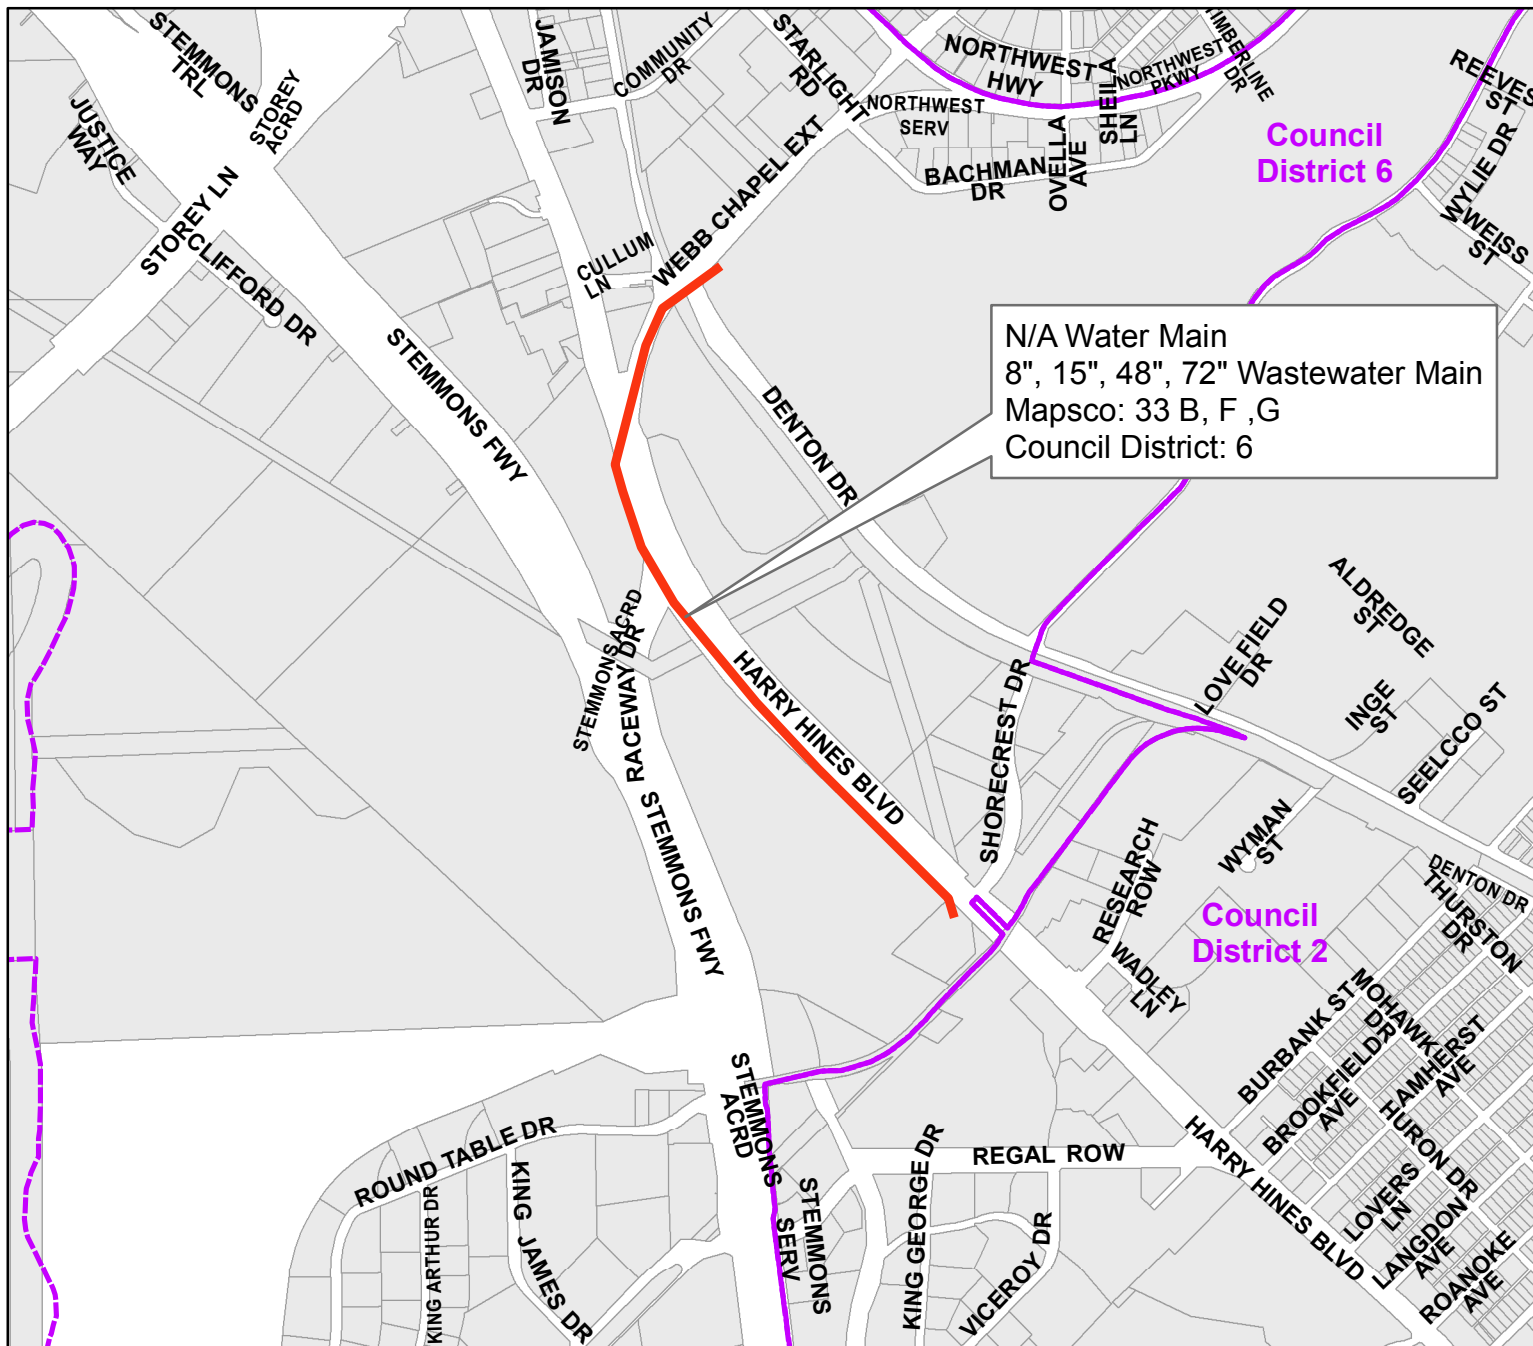 STEMMONS
TRL
STOREY
ACRD
JUSTICE
WAY
STOREY LN
CLIFFORD DR
JAMISON
DR
COMMUNITY
DR
STARLIGHT
RD
NORTHWEST
HWY
NORTHWEST
SERV
SHEILA
LN
NORTHWEST
PKWY
TIMBERLINE
DR
OVELLA
AVE
BACHMAN
DR
WEBB CHAPEL EXT
CULLUM
LN
Council
District 6
REEVES
ST
WYLIE DR
WEISS
ST
STEMMONS FWY
DENTON DR
N/A Water Main
8", 15", 48", 72" Wastewater Main
Mapsco: 33 B, F ,G
Council District: 6
STEMMONS ACRD
RACEWAY DR
HARRY HINES BLVD
SHORECREST DR
LOVE FIELD
DR
ALDREDGE
ST
INGE
ST
SEELCCO ST
STEMMONS FWY
RESEARCH
ROW
WYMAN
ST
DENTON DR
THURSTON
DR
Council
District 2
WADLEY
LN
BURBANK ST
MOHAWK
DR
BROOKFIELD
AVE
AMHERST
AVE
HURON DR
LOVERS
LN
LANGDON
AVE
ROANOKE
AVE
HARRY HINES BLVD
STEMMONS
ACRD
ROUND TABLE DR
KING ARTHUR DR
KING JAMES DR
STEMMONS
SERV
KING GEORGE DR
REGAL ROW
VICEROY DR